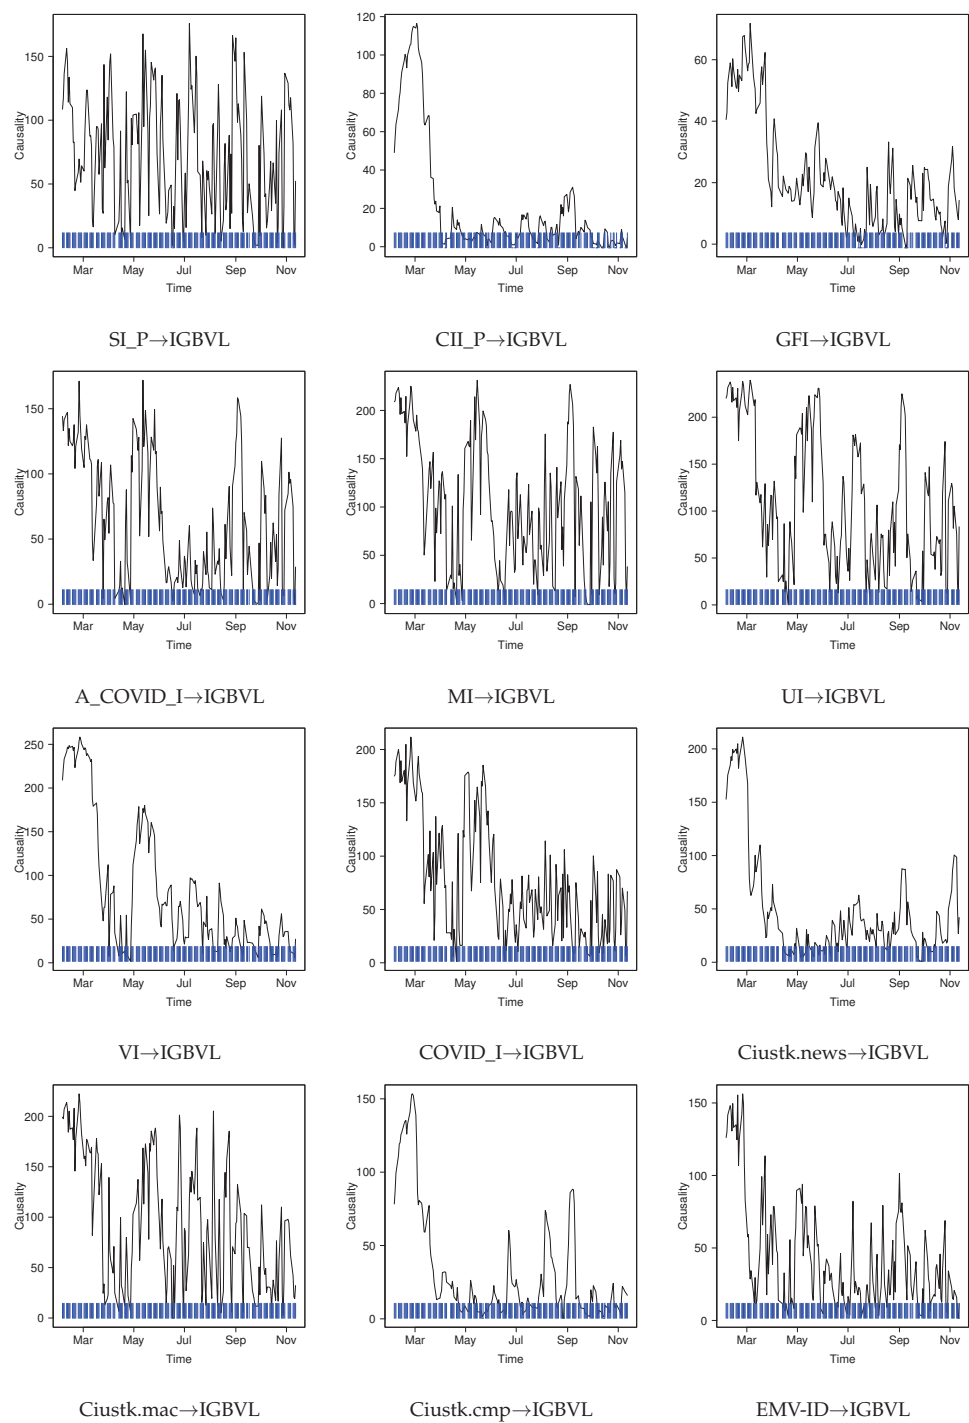 150
100
50
0
Causality
Mar May Jul Sep Nov
Time
SI_P→IGBVL
120
100
80
60
40
20
0
Causality
Mar May Jul Sep Nov
Time
CII_P→IGBVL
60
40
20
0
Causality
Mar May Jul Sep Nov
Time
GFI→IGBVL
150
100
50
0
Causality
Mar May Jul Sep Nov
Time
A_COVID_I→IGBVL
200
150
100
50
0
Causality
Mar May Jul Sep Nov
Time
MI→IGBVL
200
150
100
50
0
Causality
Mar May Jul Sep Nov
Time
UI→IGBVL
250
200
150
100
50
0
Causality
Mar May Jul Sep Nov
Time
VI→IGBVL
200
150
100
50
0
Causality
Mar May Jul Sep Nov
Time
COVID_I→IGBVL
200
150
100
50
0
Causality
Mar May Jul Sep Nov
Time
Ciustk.news→IGBVL
200
150
100
50
0
Causality
Mar May Jul Sep Nov
Time
Ciustk.mac→IGBVL
150
100
50
0
Causality
Mar May Jul Sep Nov
Time
Ciustk.cmp→IGBVL
150
100
50
0
Causality
Mar May Jul Sep Nov
Time
EMV-ID→IGBVL